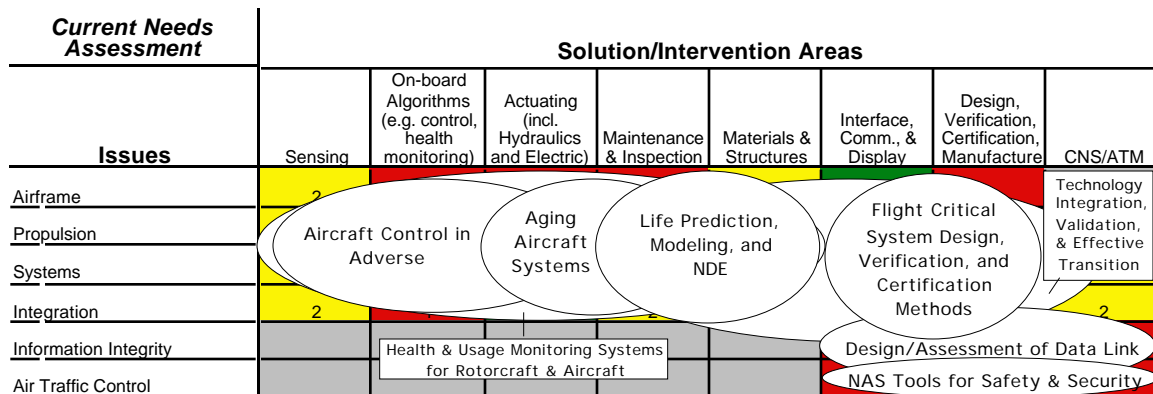 Current Needs
Assessment
Solution/Intervention Areas
Issues
Sensing
On-board
Algorithms
(e.g. control,
health
monitoring)
Actuating
(incl.
Hydraulics
and Electric)
Maintenance
& Inspection
Materials &
Structures
Interface,
Comm., &
Display
Design,
Verification,
Certification,
Manufacture
CNS/ATM
Airframe
2
Propulsion
Systems
Integration
2
2
2
Information Integrity
Air Traffic Control
Aircraft Control in
Adverse
Aging
Aircraft
Systems
Life Prediction,
Modeling, and
NDE
Flight Critical
System Design,
Verification, and
Certification
Methods
Technology
Integration,
Validation,
& Effective
Transition
Health & Usage Monitoring Systems
for Rotorcraft & Aircraft
Design/Assessment of Data Link
NAS Tools for Safety & Security